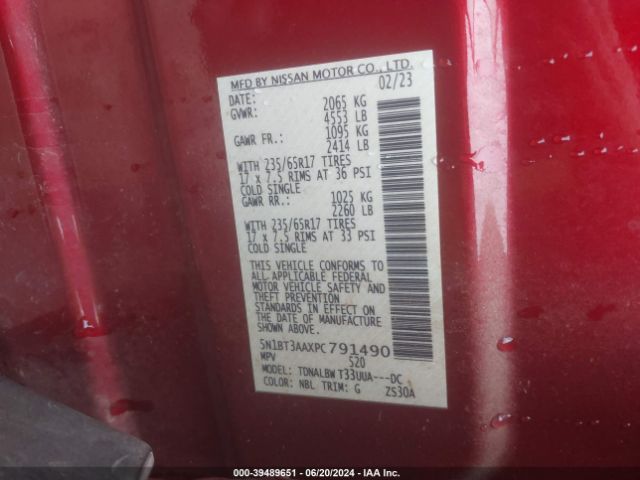 MFD BY NISSAN MOTOR CO., LTD.
DATE: 02/23
GVWR: 2065 KG
4553 LB
GAWR FR.: 1095 KG
2414 LB
WITH 235/65R17 TIRES
17 x 7.5 RIMS AT 36 PSI
COLD SINGLE
GAWR RR.: 1025 KG
2260 LB
WITH 235/65R17 TIRES
17 x 7.5 RIMS AT 33 PSI
COLD SINGLE
THIS VEHICLE CONFORMS TO
ALL APPLICABLE FEDERAL
MOTOR VEHICLE SAFETY AND
THEFT PREVENTION
STANDARDS IN EFFECT ON
THE DATE OF MANUFACTURE
SHOWN ABOVE.
5N1BT3AAXPC791490
MPV 520
MODEL: TDNALBW T33UUA---DC
COLOR: NBL TRIM: G ZS30A
000-39489651 - 06/20/2024 - IAA Inc.